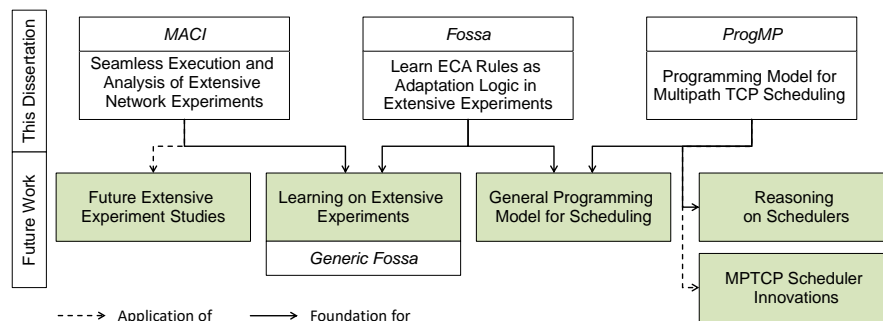 This Dissertation
MACI
Seamless Execution and
Analysis of Extensive
Network Experiments
Fossa
Learn ECA Rules as
Adaptation Logic in
Extensive Experiments
ProgMP
Programming Model for
Multipath TCP Scheduling
Future Work
Future Extensive
Experiment Studies
Learning on Extensive
Experiments
Generic Fossa
General Programming
Model for Scheduling
Reasoning
on Schedulers
MPTCP Scheduler
Innovations
Application of
Foundation for